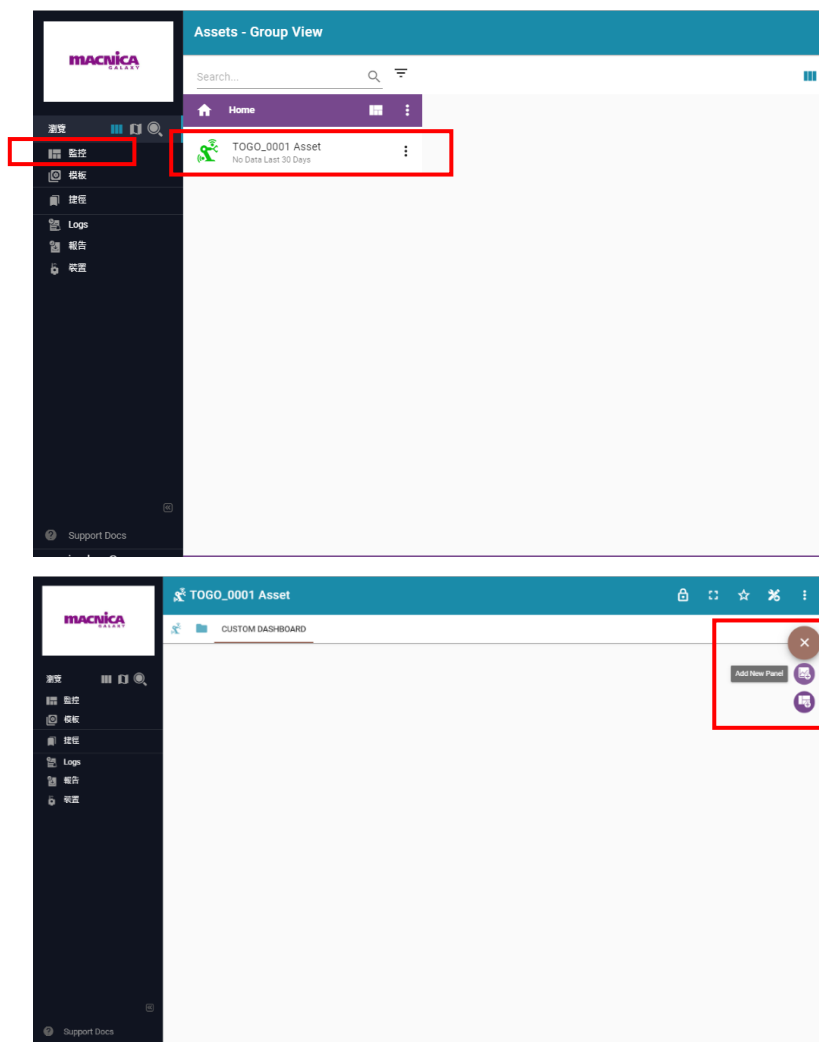 Assets - Group View
macnica
GALAXY
Search...
Home
瀏覽
TOGO_0001 Asset
No Data Last 30 Days
監控
模板
捷徑
Logs
報告
裝置
Support Docs
TOGO_0001 Asset
macnica
GALAXY
CUSTOM DASHBOARD
瀏覽
Add New Panel
監控
模板
捷徑
Logs
報告
裝置
Support Docs